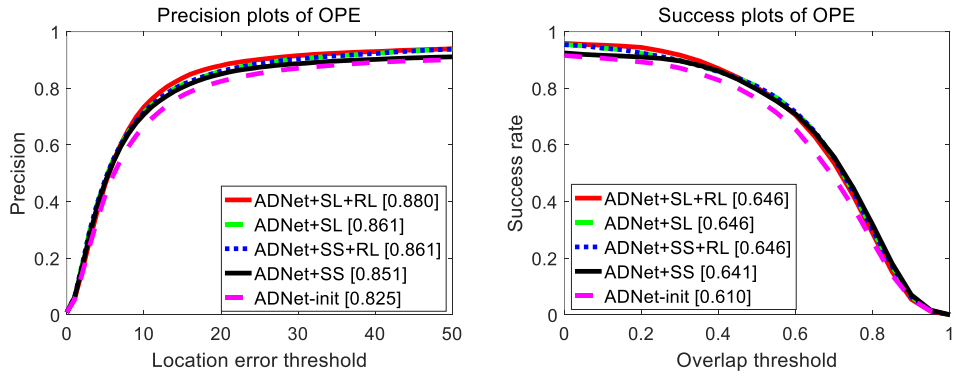 Precision plots of OPE
1
0.8
0.6
0.4
0.2
0
0 10 20 30 40 50
Precision
Location error threshold
ADNet+SL+RL [0.880]
ADNet+SL [0.861]
ADNet+SS+RL [0.861]
ADNet+SS [0.851]
ADNet-init [0.825]
Success plots of OPE
1
0.8
0.6
0.4
0.2
0
0 0.2 0.4 0.6 0.8 1
Success rate
Overlap threshold
ADNet+SL+RL [0.646]
ADNet+SL [0.646]
ADNet+SS+RL [0.646]
ADNet+SS [0.641]
ADNet-init [0.610]